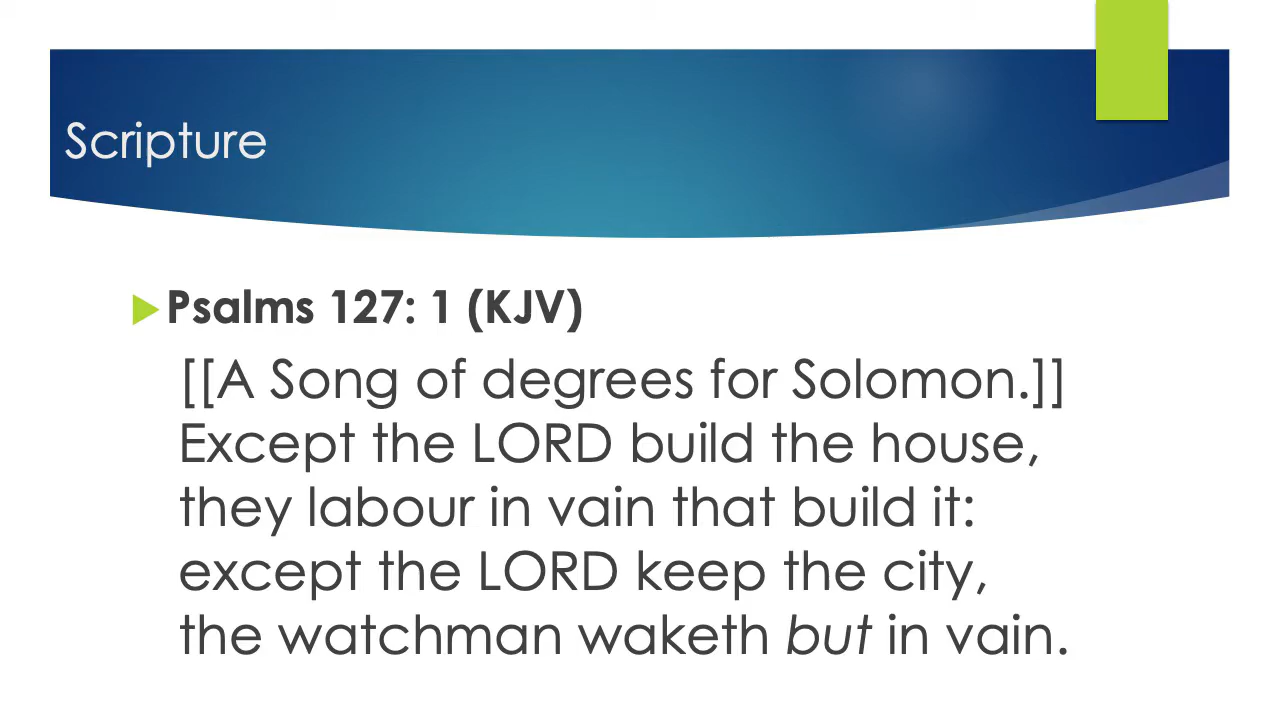 Scripture
Psalms 127: 1 (KJV)
[[A Song of degrees for Solomon.]]
Except the LORD build the house,
they labour in vain that build it:
except the LORD keep the city,
the watchman waketh but in vain.